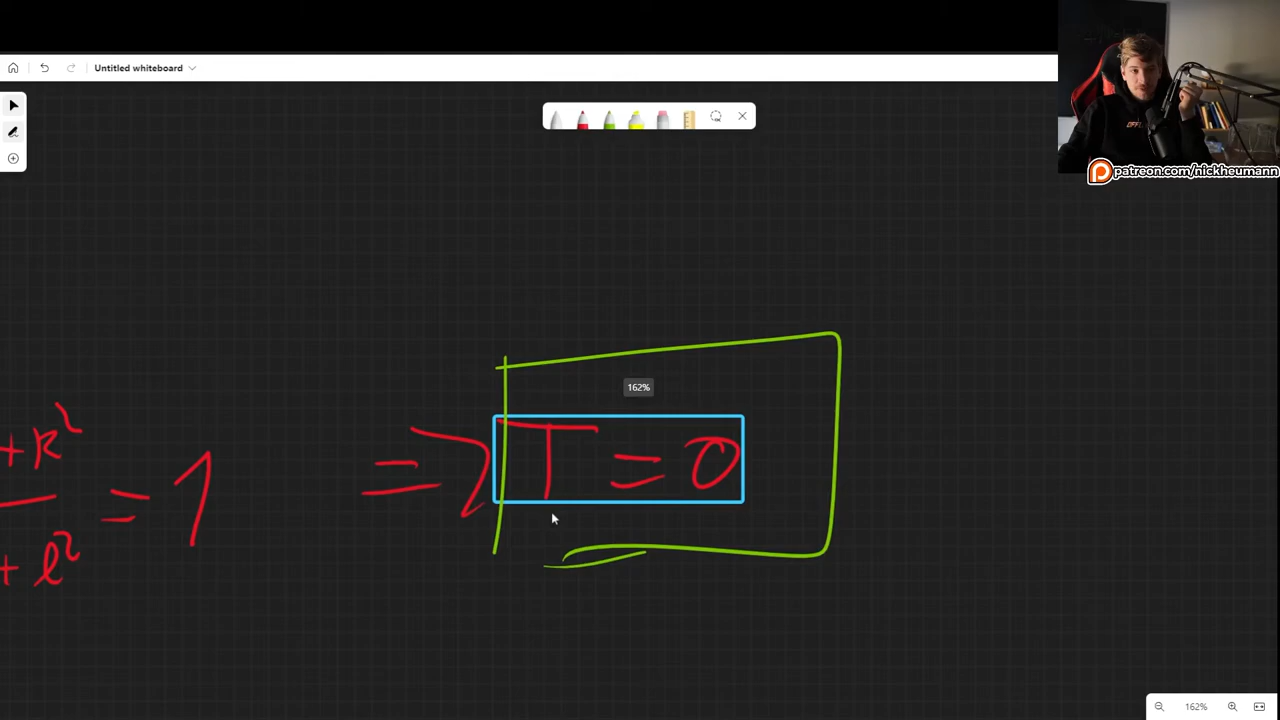 Untitled whiteboard
patreon.com/nickheumann
162%
+ k²
= 1
+ l²
=> T = 0
162%